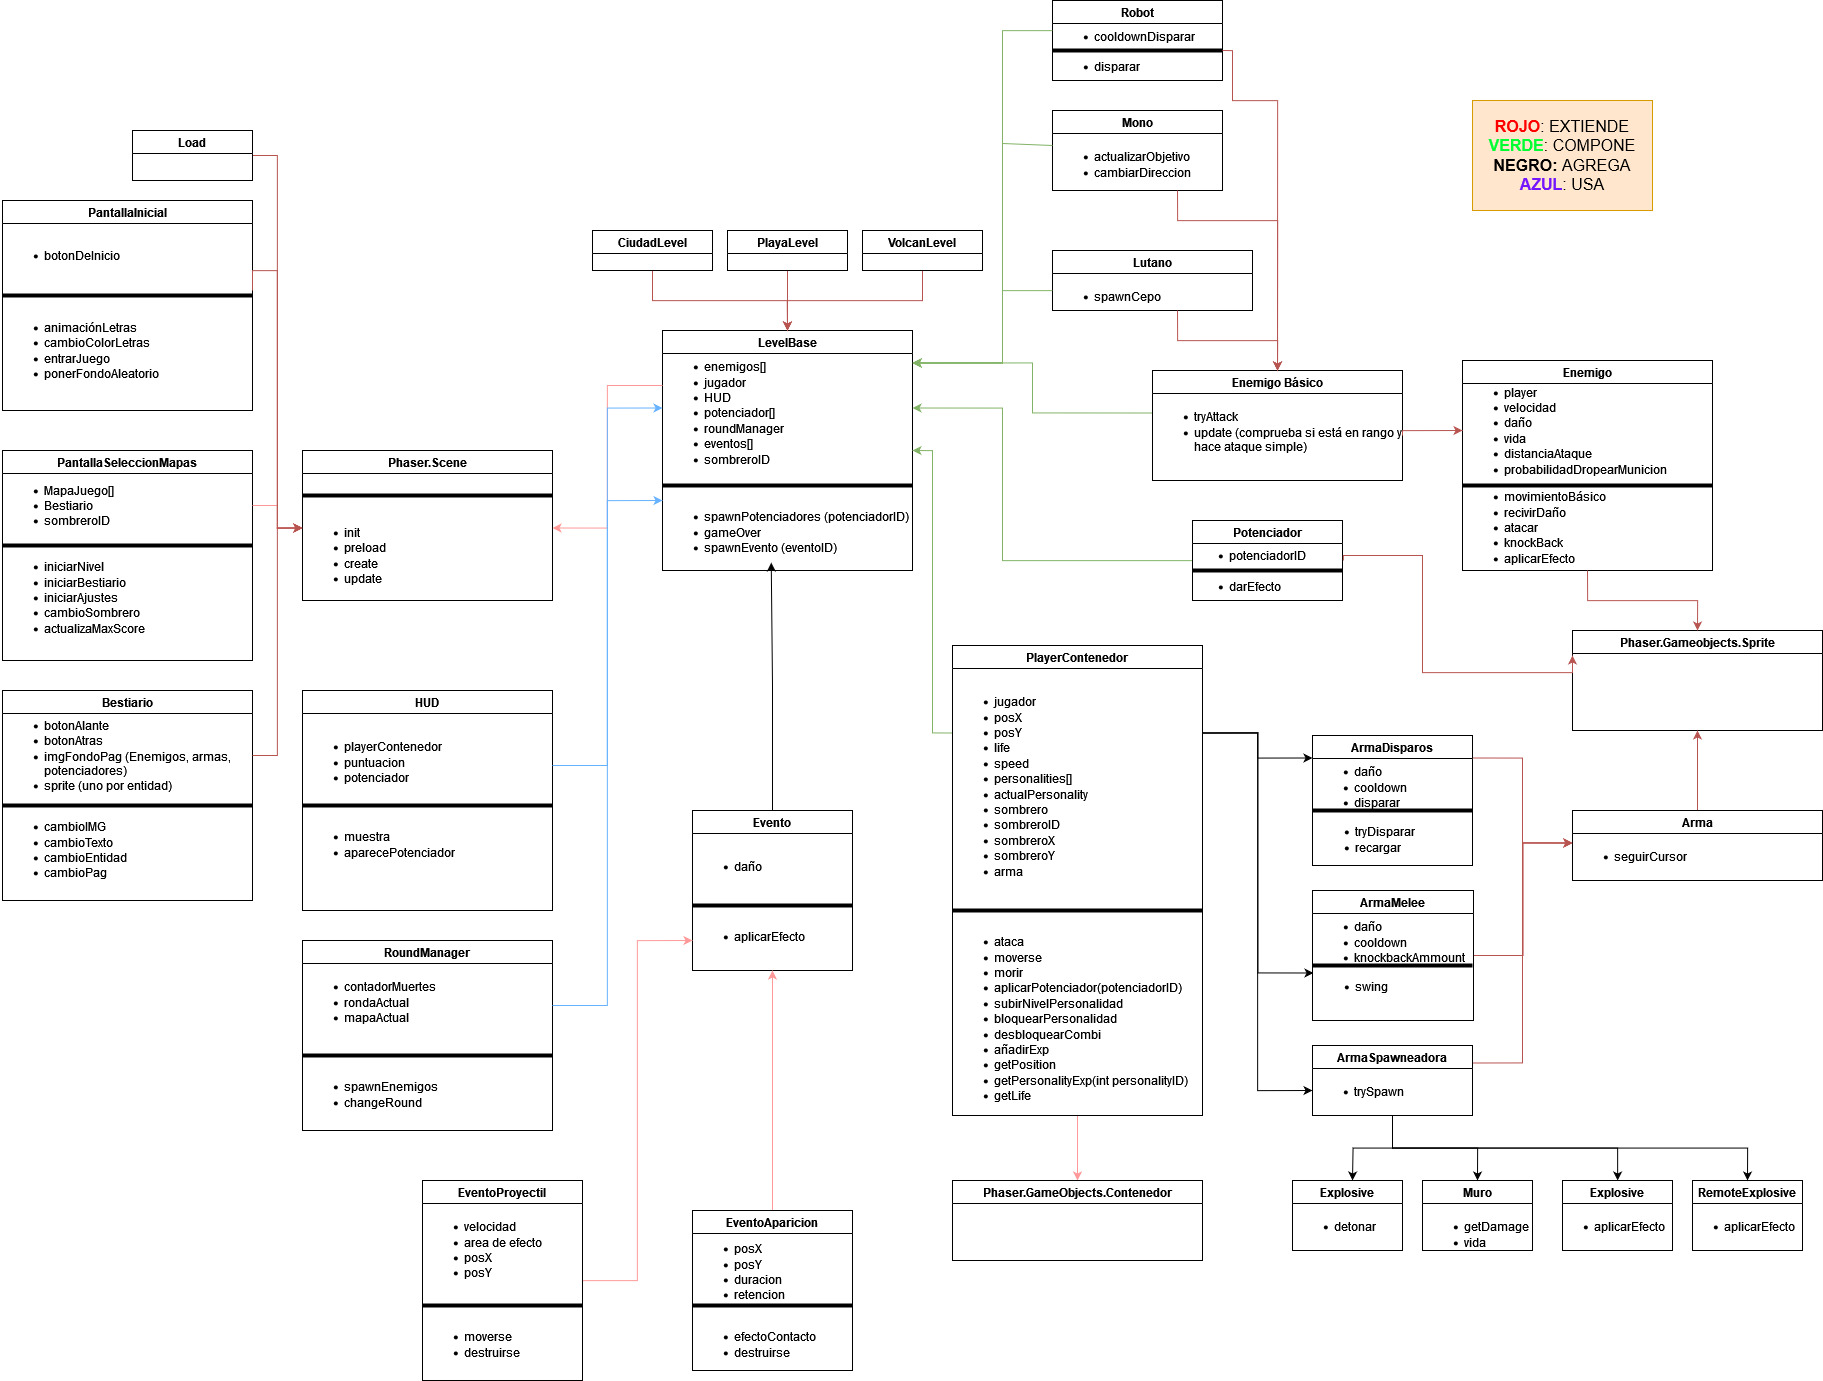 Robot
cooldownDisparar
disparar
Mono
actualizarObjetivo
cambiarDireccion
Lutano
spawnCepo
ROJO: EXTIENDE
VERDE: COMPONE
NEGRO: AGREGA
AZUL: USA
Load
PantallaInicial
botonDeInicio
animaciónLetras
cambioColorLetras
entrarJuego
ponerFondoAleatorio
CiudadLevel
PlayaLevel
VolcanLevel
LevelBase
enemigos[]
jugador
HUD
potenciador[]
roundManager
eventos[]
sombreroID
spawnPotenciadores (potenciadorID)
gameOver
spawnEvento (eventoID)
Enemigo Básico
tryAttack
update (comprueba si está en rango y
hace ataque simple)
Enemigo
player
velocidad
daño
vida
distanciaAtaque
probabilidadDropearMunicion
movimientoBásico
recivirDaño
atacar
knockBack
aplicarEfecto
PantallaSeleccionMapas
MapaJuego[]
Bestiario
sombreroID
iniciarNivel
iniciarBestiario
iniciarAjustes
cambioSombrero
actualizaMaxScore
Phaser.Scene
init
preload
create
update
Potenciador
potenciadorID
darEfecto
Phaser.Gameobjects.Sprite
Bestiario
botonAlante
botonAtras
imgFondoPag (Enemigos, armas,
potenciadores)
sprite (uno por entidad)
cambioIMG
cambioTexto
cambioEntidad
cambioPag
HUD
playerContenedor
puntuacion
potenciador
muestra
aparecePotenciador
PlayerContenedor
jugador
posX
posY
life
speed
personalities[]
actualPersonality
sombrero
sombreroID
sombreroX
sombreroY
arma
ataca
moverse
morir
aplicarPotenciador(potenciadorID)
subirNivelPersonalidad
bloquearPersonalidad
desbloquearCombi
añadirExp
getPosition
getPersonalityExp(int personalityID)
getLife
ArmaDisparos
daño
cooldown
disparar
tryDisparar
recargar
Arma
seguirCursor
Evento
daño
aplicarEfecto
ArmaMelee
daño
cooldown
knockbackAmmount
swing
RoundManager
contadorMuertes
rondaActual
mapaActual
spawnEnemigos
changeRound
ArmaSpawneadora
trySpawn
EventoProyectil
velocidad
area de efecto
posX
posY
moverse
destruirse
EventoAparicion
posX
posY
duracion
retencion
efectoContacto
destruirse
Phaser.GameObjects.Contenedor
Explosive
detonar
Muro
getDamage
vida
Explosive
aplicarEfecto
RemoteExplosive
aplicarEfecto